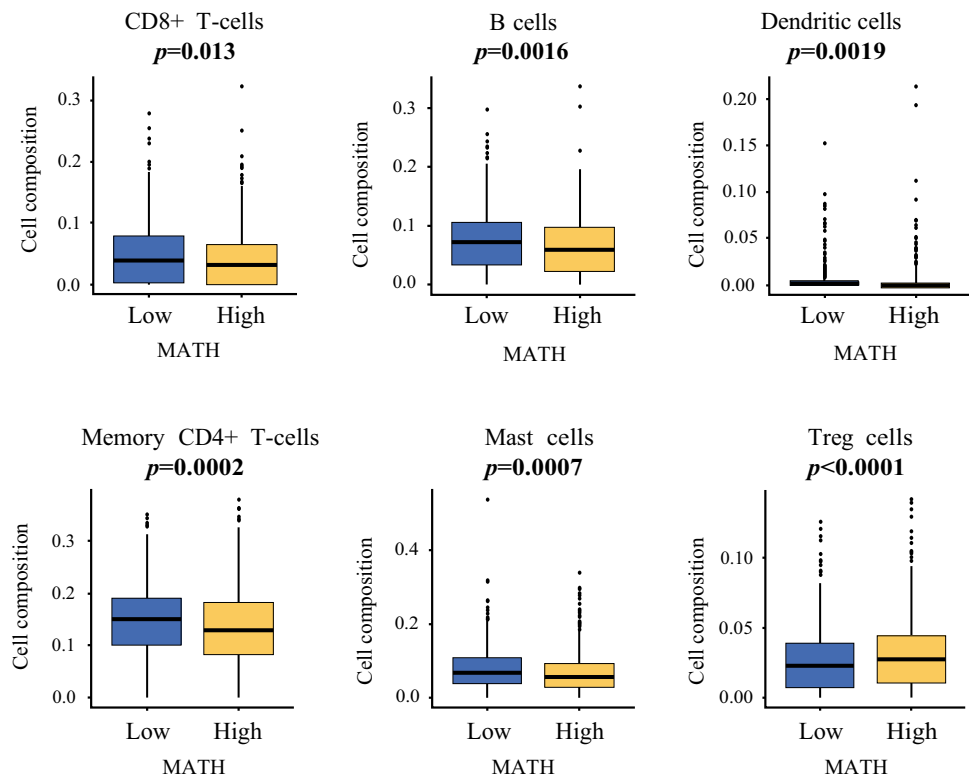 CD8+ T-cells
p=0.013
Cell composition
0.3
0.2
0.1
0.0
Low High
MATH
B cells
p=0.0016
Cell composition
0.3
0.2
0.1
0.0
Low High
MATH
Dendritic cells
p=0.0019
Cell composition
0.20
0.15
0.10
0.05
0.00
Low High
MATH
Memory CD4+ T-cells
p=0.0002
Cell composition
0.3
0.2
0.1
0.0
Low High
MATH
Mast cells
p=0.0007
Cell composition
0.4
0.2
0.0
Low High
MATH
Treg cells
p<0.0001
Cell composition
0.10
0.05
0.00
Low High
MATH